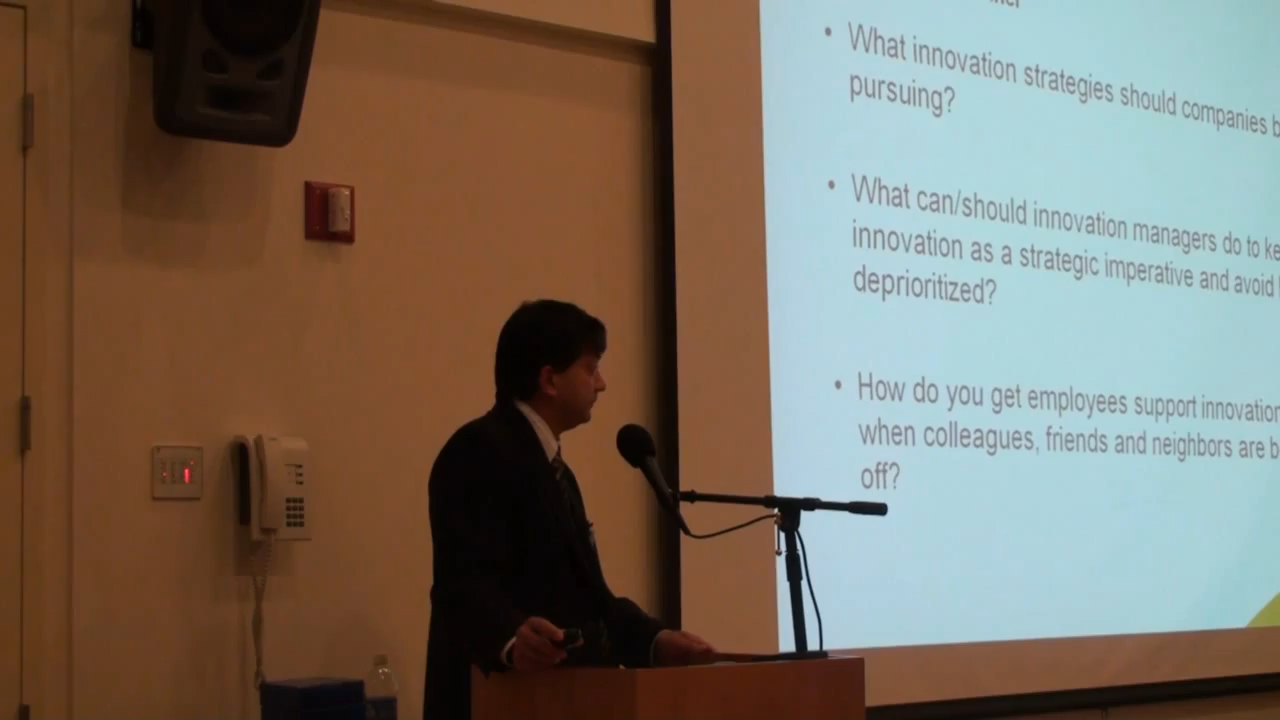 • What innovation strategies should companies
pursuing?
• What can/should innovation managers do to
innovation as a strategic imperative and avoid
deprioritized?
• How do you get employees support innovation
when colleagues, friends and neighbors are
off?